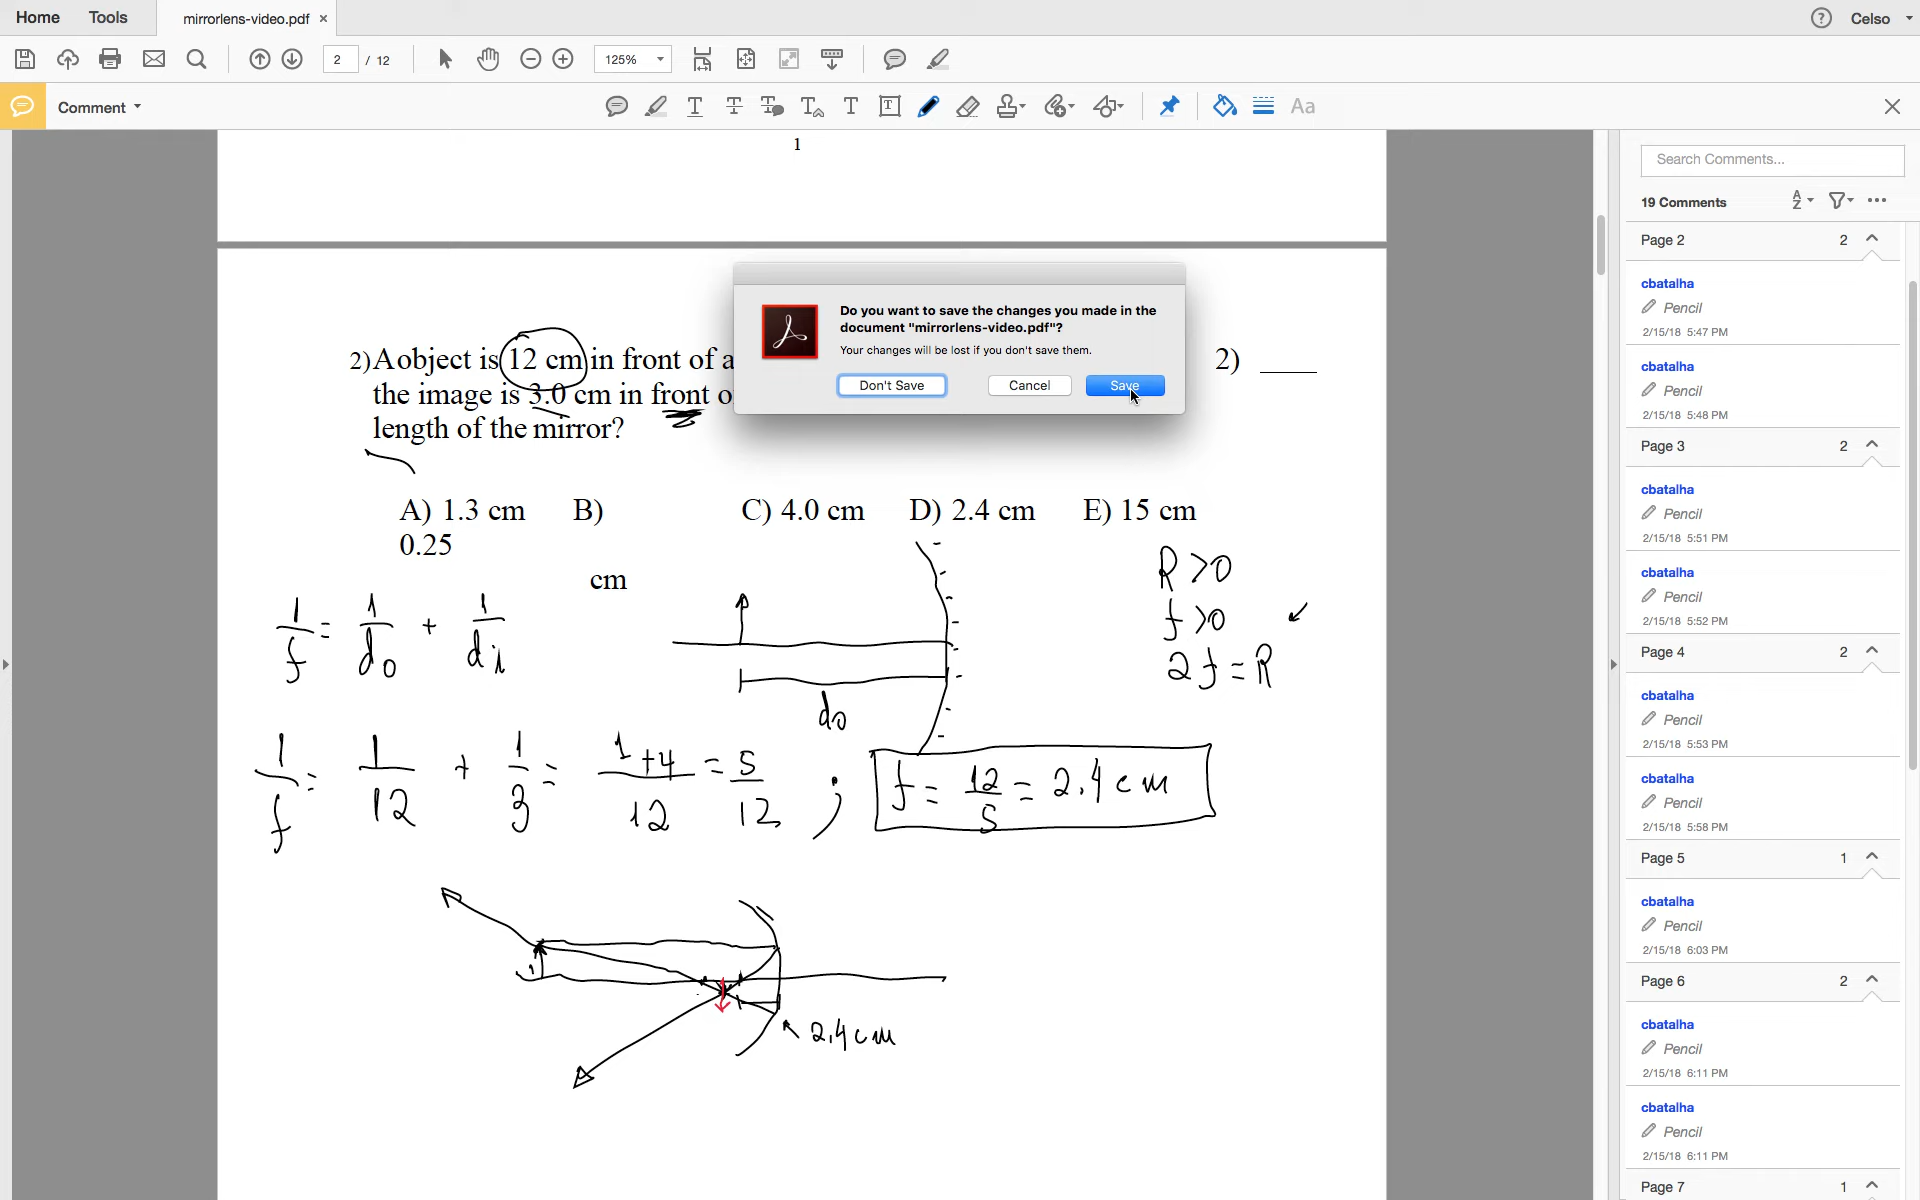 Home Tools mirrorlens-video.pdf × ? Celso
2 / 12 125%
Comment Aa
1
Do you want to save the changes you made in the
document "mirrorlens-video.pdf"?
Your changes will be lost if you don't save them.
Don't Save Cancel Save
2)Aobject is 12 cm in front of a 2) ____
the image is 3.0 cm in front o
length of the mirror?
A) 1.3 cm B) C) 4.0 cm D) 2.4 cm E) 15 cm
0.25
cm
R >0
f >0
2f = R
1/f = 1/do + 1/di
do
1/f = 1/12 + 1/3 = 1+4/12 = 5/12 ; f = 12/5 = 2.4 cm
2.4 cm
Search Comments...
19 Comments
Page 2 2
cbatalha
Pencil
2/15/18 5:47 PM
cbatalha
Pencil
2/15/18 5:48 PM
Page 3 2
cbatalha
Pencil
2/15/18 5:51 PM
cbatalha
Pencil
2/15/18 5:52 PM
Page 4 2
cbatalha
Pencil
2/15/18 5:53 PM
cbatalha
Pencil
2/15/18 5:58 PM
Page 5 1
cbatalha
Pencil
2/15/18 6:03 PM
Page 6 2
cbatalha
Pencil
2/15/18 6:11 PM
cbatalha
Pencil
2/15/18 6:11 PM
Page 7 1